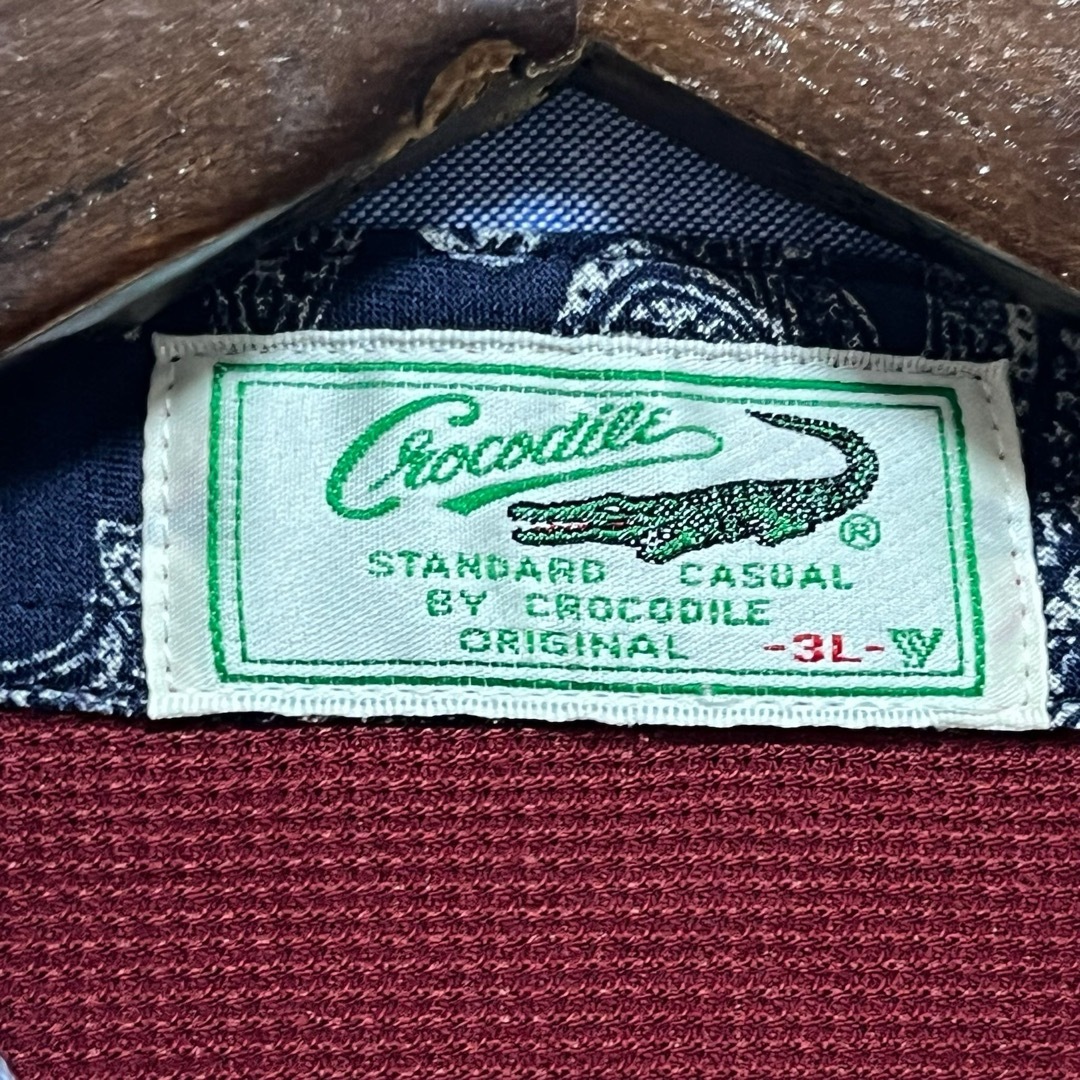 Crocodile
®
STANDARD CASUAL
BY CROCODILE
ORIGINAL -3L-